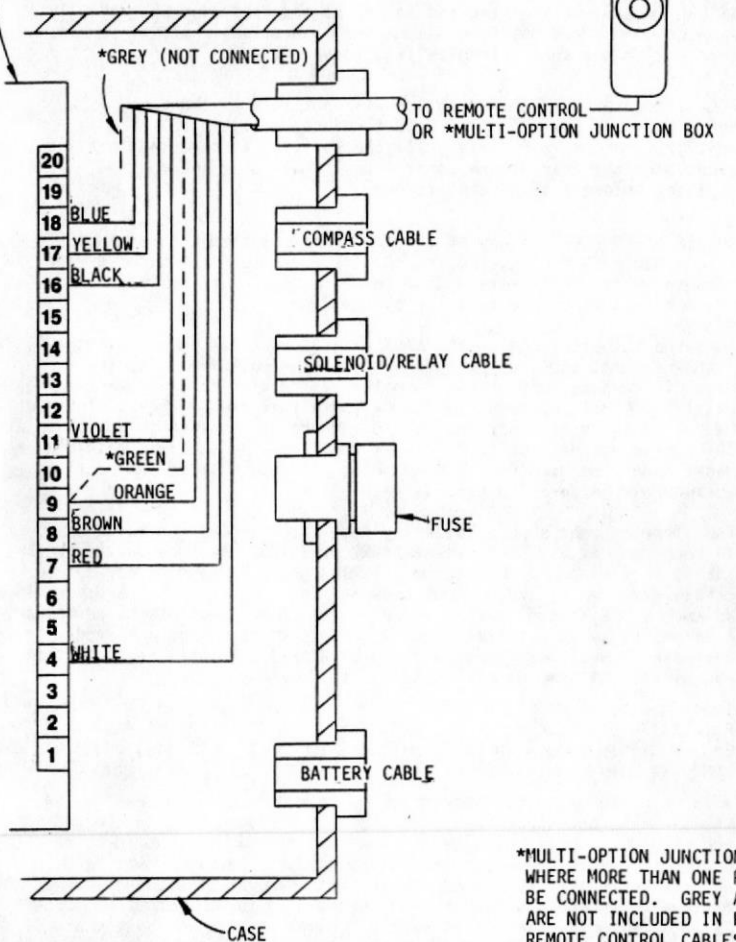 *GREY (NOT CONNECTED)
TO REMOTE CONTROL
OR *MULTI-OPTION JUNCTION BOX
20
19
18 BLUE
17 YELLOW
16 BLACK
15
14
13
12
11 VIOLET
10 *GREEN
9 ORANGE
8 BROWN
7 RED
6
5
4 WHITE
3
2
1
COMPASS CABLE
SOLENOID/RELAY CABLE
FUSE
BATTERY CABLE
CASE
*MULTI-OPTION JUNCTION
WHERE MORE THAN ONE
BE CONNECTED. GREY
ARE NOT INCLUDED IN
REMOTE CONTROL CABLES